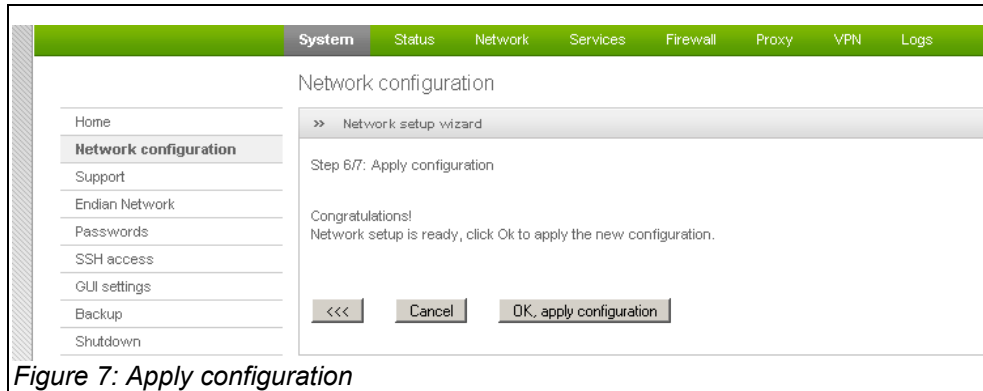 System Status Network Services Firewall Proxy VPN Logs
Network configuration
Home
Network configuration
Support
Endian Network
Passwords
SSH access
GUI settings
Backup
Shutdown
>> Network setup wizard
Step 6/7: Apply configuration
Congratulations!
Network setup is ready, click Ok to apply the new configuration.
<<< Cancel OK, apply configuration
Figure 7: Apply configuration